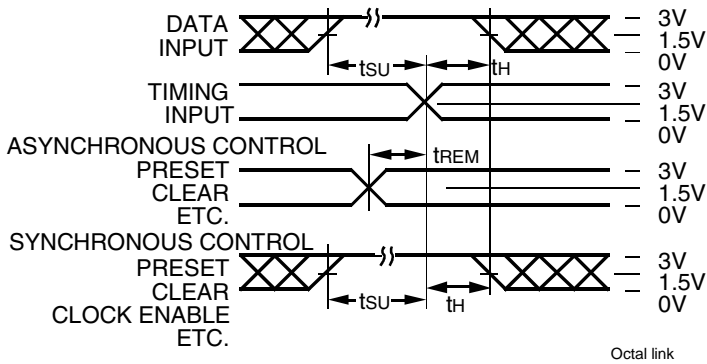 DATA INPUT
3V
1.5V
0V
tSU
tH
TIMING INPUT
3V
1.5V
0V
ASYNCHRONOUS CONTROL
tREM
PRESET
CLEAR
ETC.
3V
1.5V
0V
SYNCHRONOUS CONTROL
PRESET
CLEAR
CLOCK ENABLE
ETC.
3V
1.5V
0V
tSU
tH
Octal link